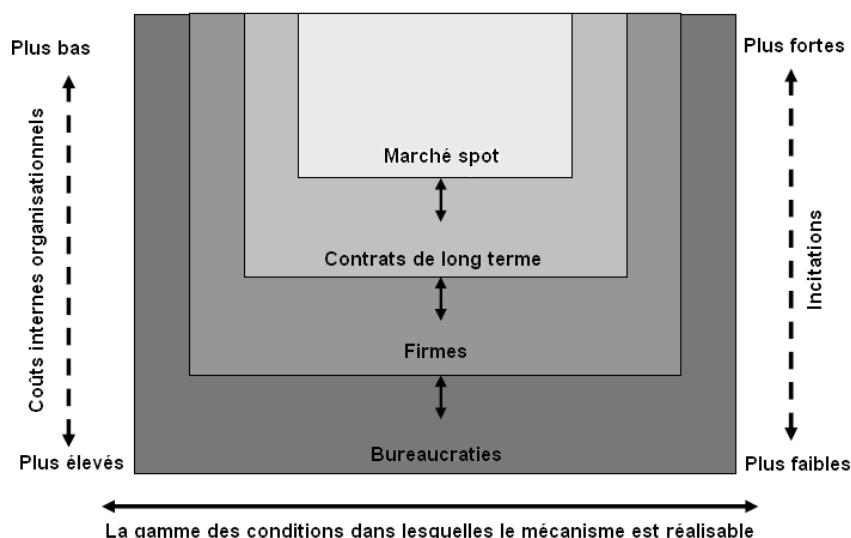 Plus bas
Plus fortes
Coûts internes organisationnels
Incitations
Marché spot
Contrats de long terme
Firmes
Bureaucraties
Plus élevés
Plus faibles
La gamme des conditions dans lesquelles le mécanisme est réalisable